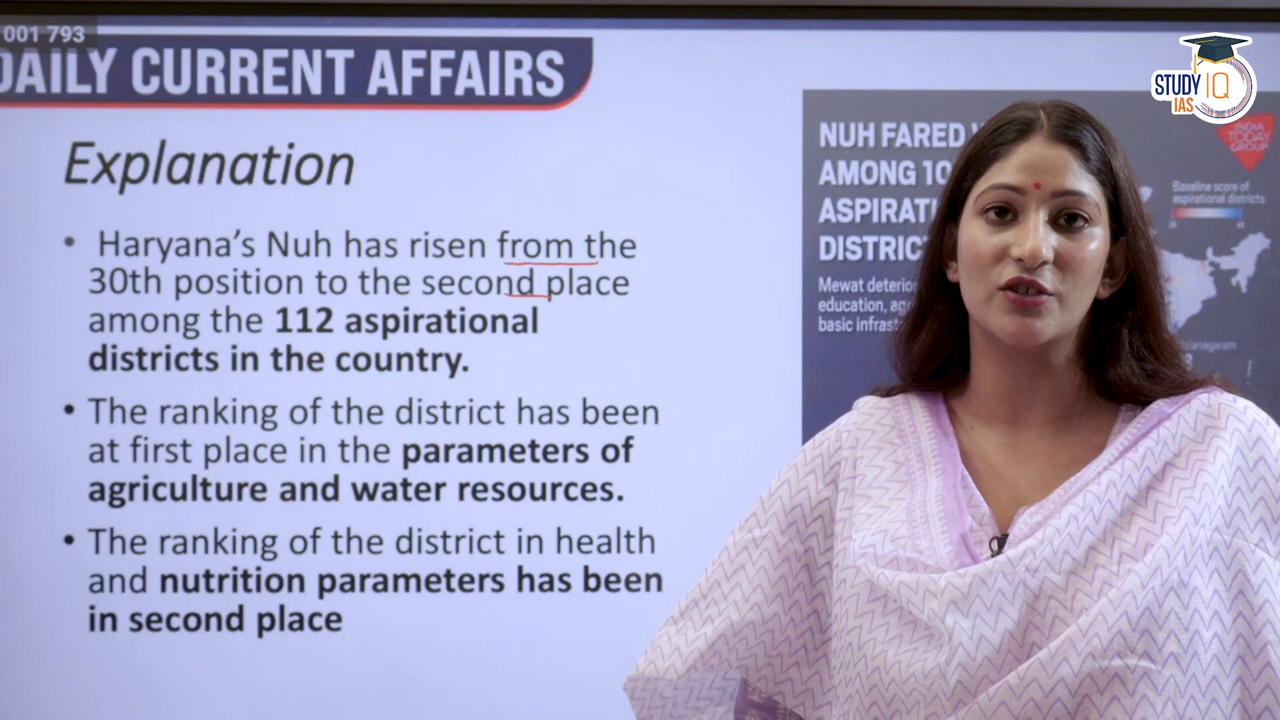 001 793
DAILY CURRENT AFFAIRS
STUDY IQ
IAS
Explanation
• Haryana's Nuh has risen from the
30th position to the second place
among the 112 aspirational
districts in the country.
• The ranking of the district has been
at first place in the parameters of
agriculture and water resources.
• The ranking of the district in health
and nutrition parameters has been
in second place
NUH FARED
AMONG 10
ASPIRATI
DISTRIC
Mewat deterior
education, ag
basic infrast
INDIA
TODAY
GROUP
Baseline score of
aspirational districts